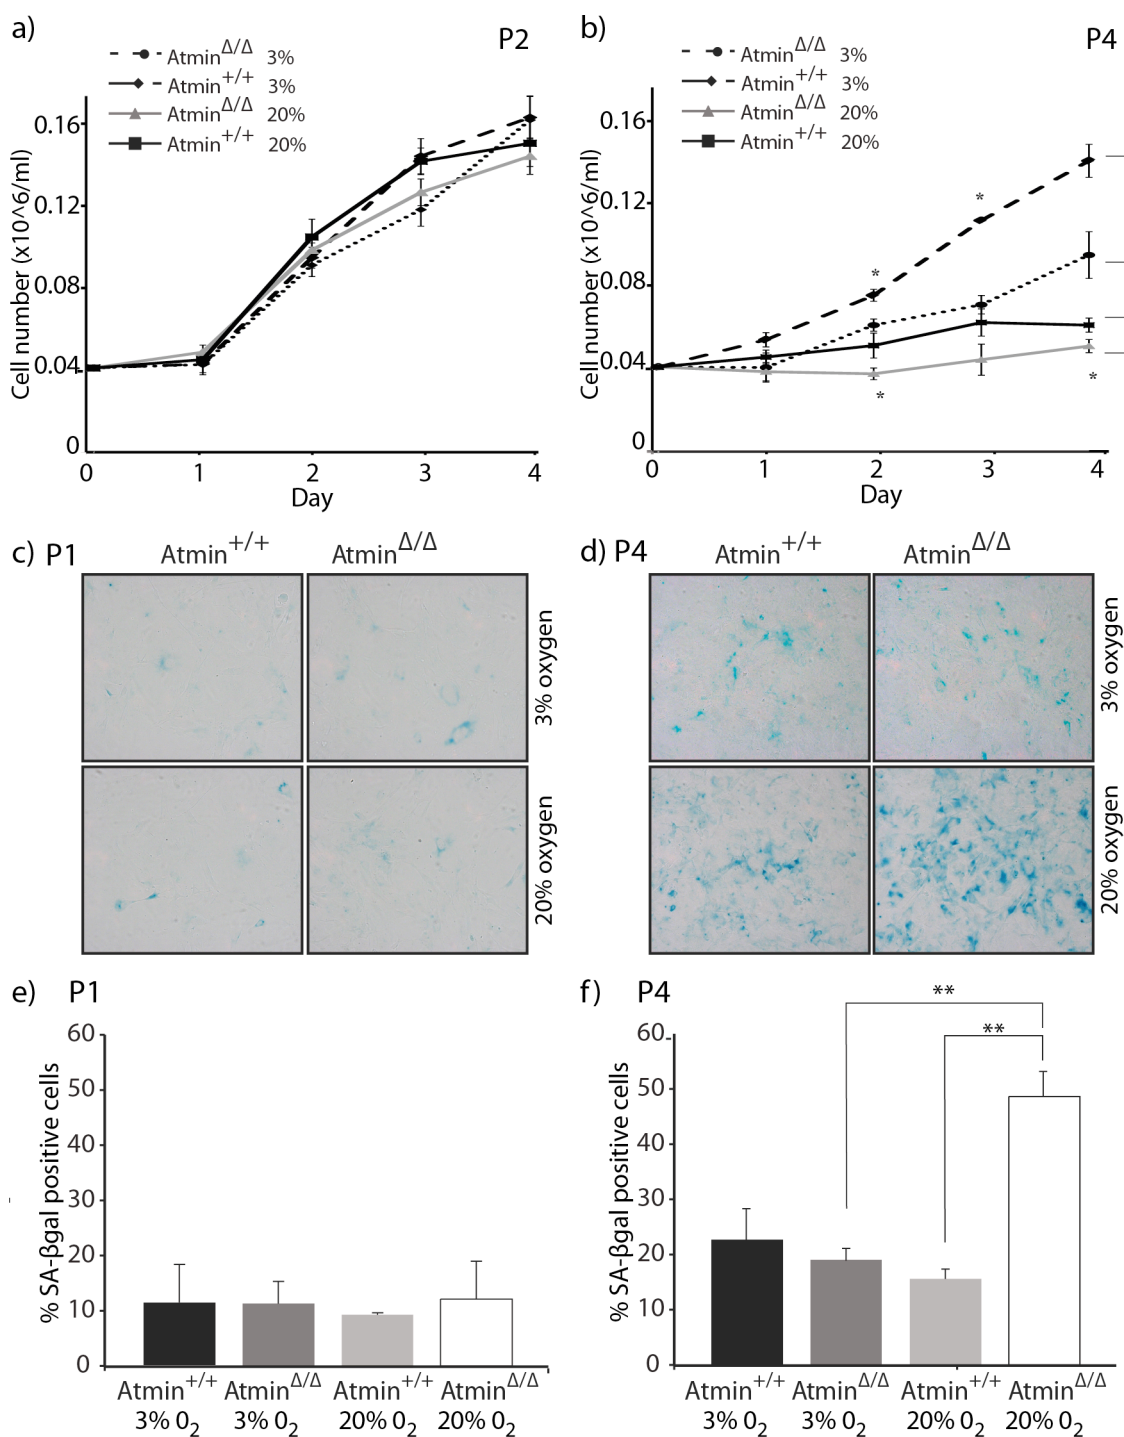 a)
P2
Atmin^Δ/Δ 3%
Atmin^+/+ 3%
Atmin^Δ/Δ 20%
Atmin^+/+ 20%
Cell number (x10^6/ml)
0.16
0.12
0.08
0.04
0
0 1 2 3 4
Day
b)
P4
Atmin^Δ/Δ 3%
Atmin^+/+ 3%
Atmin^Δ/Δ 20%
Atmin^+/+ 20%
Cell number (x10^6/ml)
0.16
0.12
0.08
0.04
0
*
*
*
*
0 1 2 3 4
Day
c) P1
Atmin^+/+ Atmin^Δ/Δ
3% oxygen
20% oxygen
d) P4
Atmin^+/+ Atmin^Δ/Δ
3% oxygen
20% oxygen
e) P1
% SA-βgal positive cells
60
50
40
30
20
10
0
Atmin^+/+ Atmin^Δ/Δ Atmin^+/+ Atmin^Δ/Δ
3% 0₂ 3% 0₂ 20% 0₂ 20% 0₂
f) P4
**
**
% SA-βgal positive cells
60
50
40
30
20
10
0
Atmin^+/+ Atmin^Δ/Δ Atmin^+/+ Atmin^Δ/Δ
3% 0₂ 3% 0₂ 20% 0₂ 20% 0₂